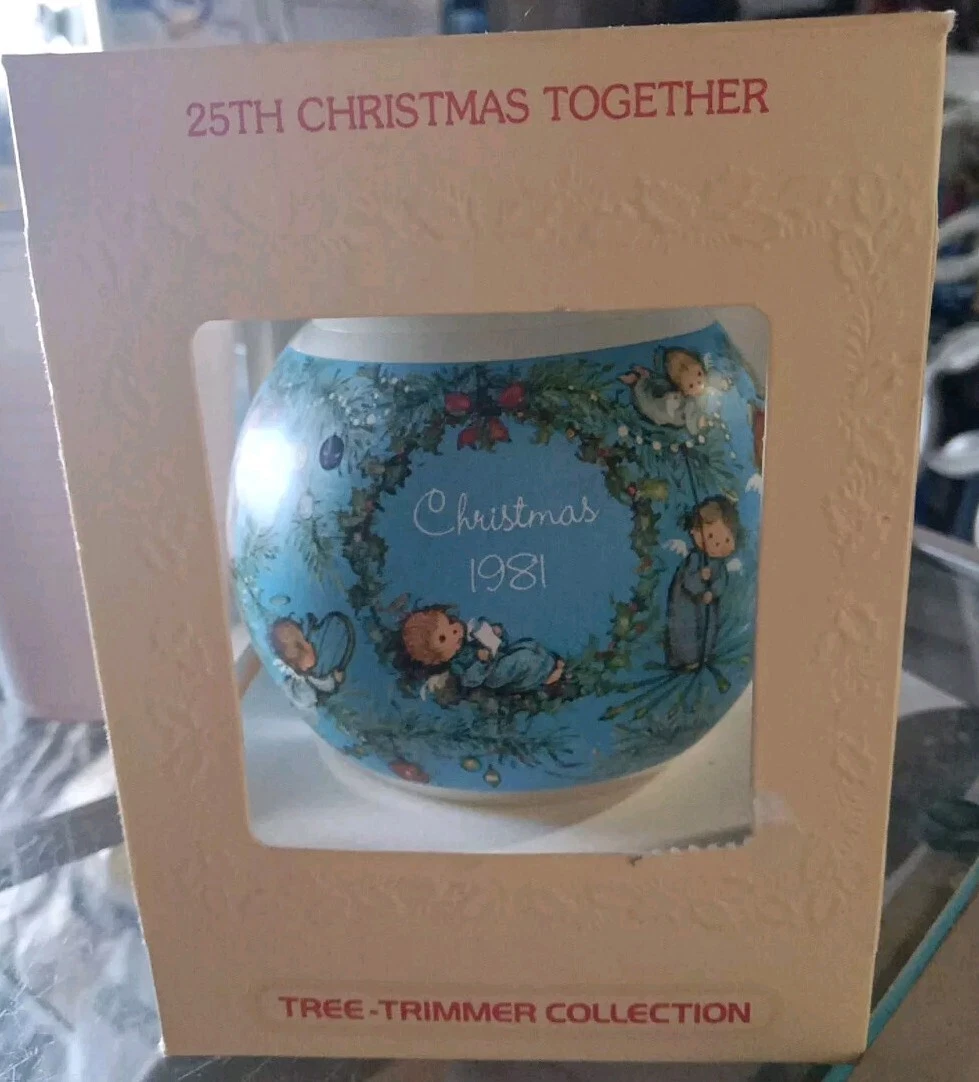 25TH CHRISTMAS TOGETHER
Christmas
1981
TREE-TRIMMER COLLECTION